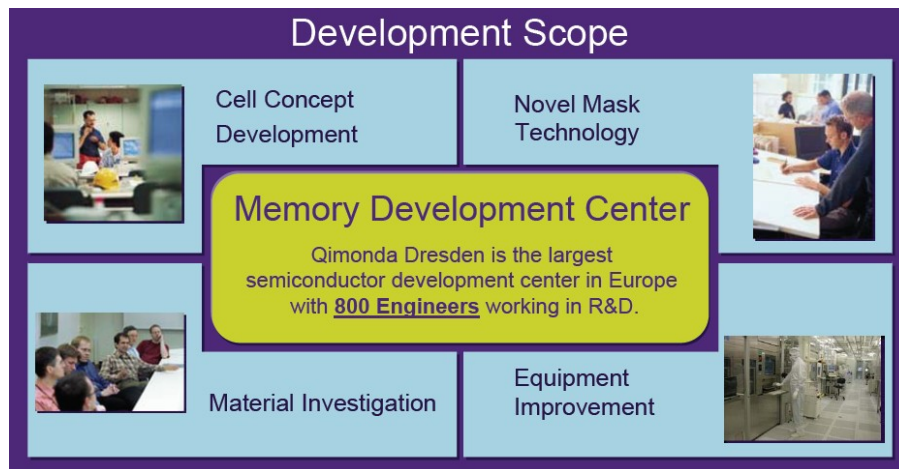 Development Scope
Cell Concept
Development
Novel Mask
Technology
Memory Development Center
Qimonda Dresden is the largest
semiconductor development center in Europe
with 800 Engineers working in R&D.
Material Investigation
Equipment
Improvement